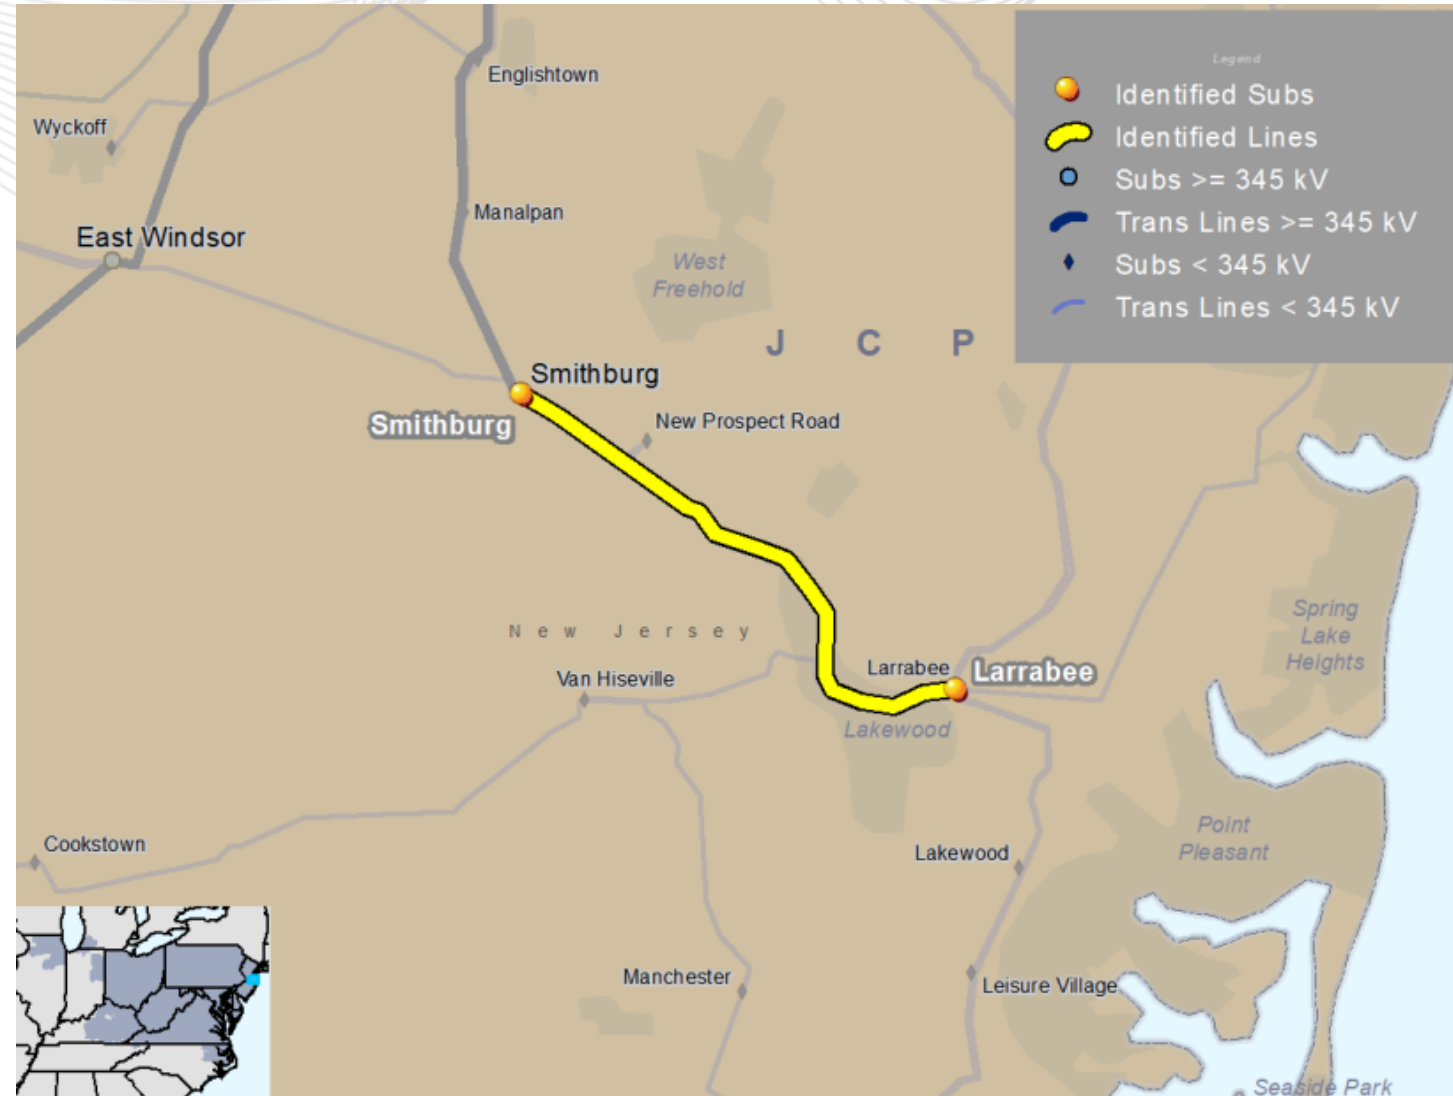 Legend
Identified Subs
Identified Lines
Subs >= 345 kV
Trans Lines >= 345 kV
Subs < 345 kV
Trans Lines < 345 kV
Englishtown
Wyckoff
Manalpan
East Windsor
West
Freehold
J C P
Smithburg
Smithburg
New Prospect Road
New Jersey
Spring
Lake
Heights
Van Hiseville
Larrabee
Larrabee
Lakewood
Point
Pleasant
Cookstown
Lakewood
Manchester
Leisure Village
Seaside Park